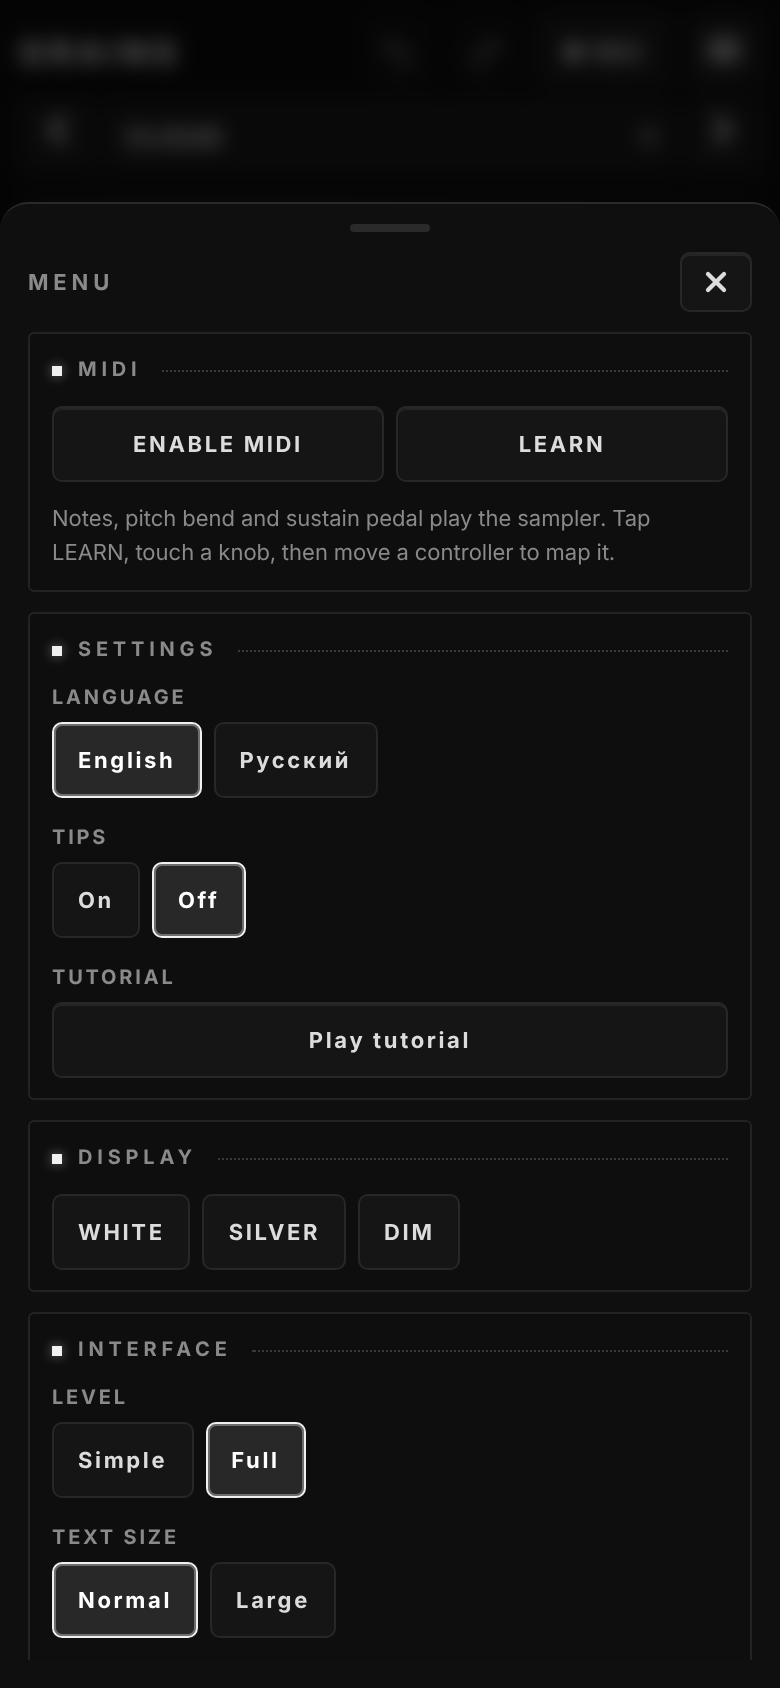 MENU
MIDI
ENABLE MIDI
LEARN
Notes, pitch bend and sustain pedal play the sampler. Tap
LEARN, touch a knob, then move a controller to map it.
SETTINGS
LANGUAGE
English
Русский
TIPS
On
Off
TUTORIAL
Play tutorial
DISPLAY
WHITE
SILVER
DIM
INTERFACE
LEVEL
Simple
Full
TEXT SIZE
Normal
Large